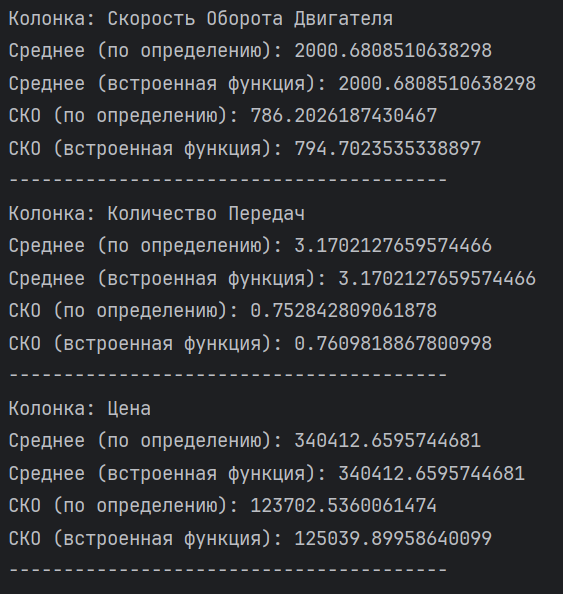 Колонка: Скорость Оборота Двигателя
Среднее (по определению): 2000.6808510638298
Среднее (встроенная функция): 2000.6808510638298
СКО (по определению): 786.2026187430467
СКО (встроенная функция): 794.7023535338897
----------------------------------------
Колонка: Количество Передач
Среднее (по определению): 3.1702127659574466
Среднее (встроенная функция): 3.1702127659574466
СКО (по определению): 0.752842809061878
СКО (встроенная функция): 0.7609818867800998
----------------------------------------
Колонка: Цена
Среднее (по определению): 340412.6595744681
Среднее (встроенная функция): 340412.6595744681
СКО (по определению): 123702.5360061474
СКО (встроенная функция): 125039.89958640099
----------------------------------------